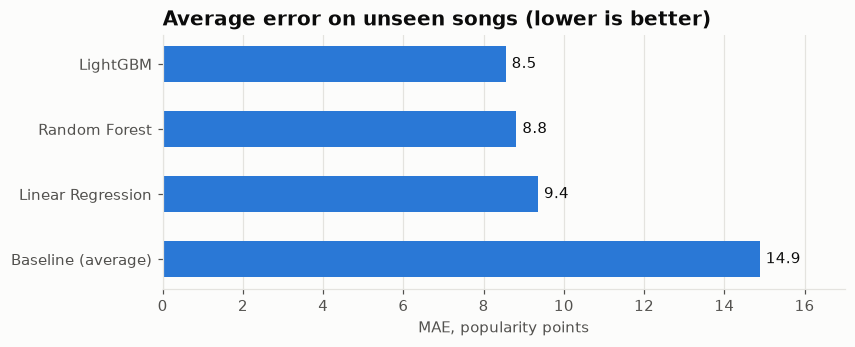 Average error on unseen songs (lower is better)
LightGBM 8.5
Random Forest 8.8
Linear Regression 9.4
Baseline (average) 14.9
0 2 4 6 8 10 12 14 16
MAE, popularity points